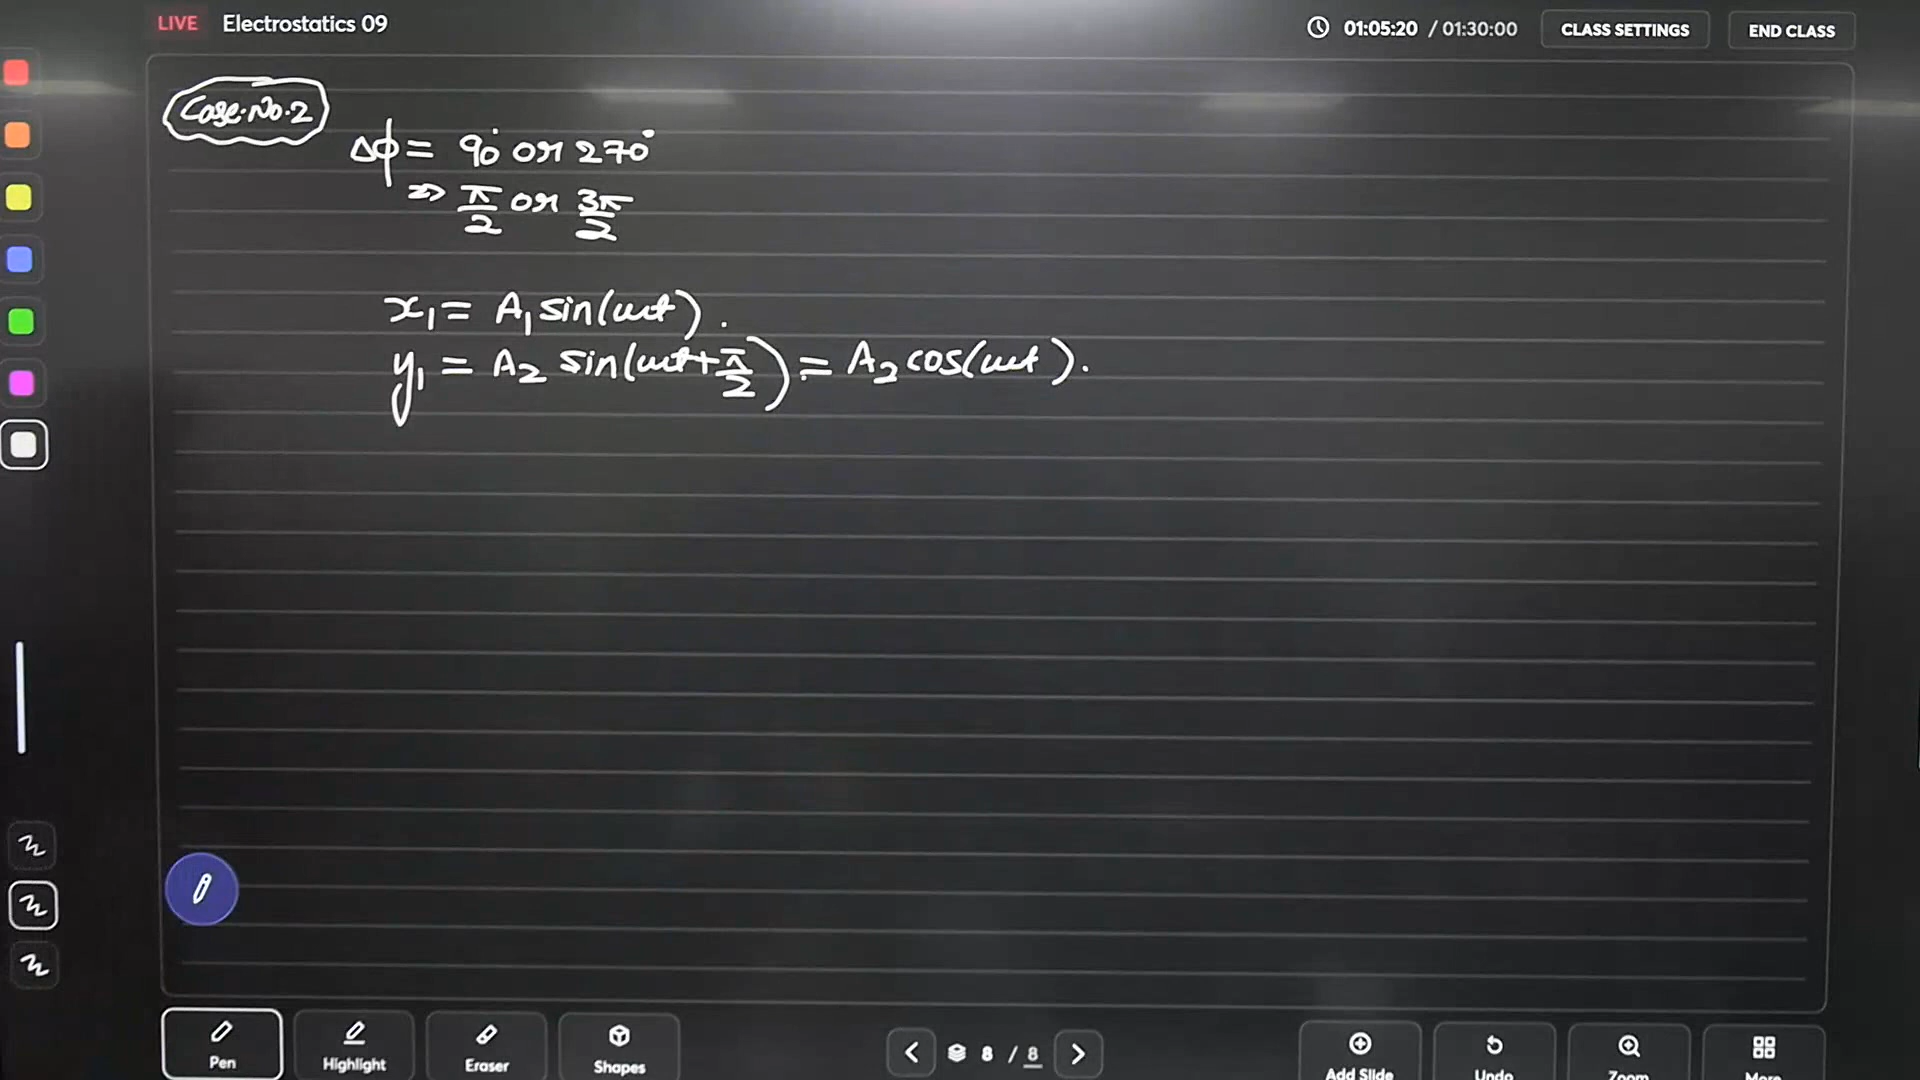 LIVE Electrostatics 09 01:05:20 / 01:30:00 CLASS SETTINGS END CLASS
Case.No.2
Δϕ = 90° or 270°
⇒ π/2 or 3π/2
x₁ = A₁ sin(ωt).
y₁ = A₂ sin(ωt+π/2) = A₂ cos(ωt).
Pen Highlight Eraser Shapes 8 / 8 Add Slide Undo Zoom More